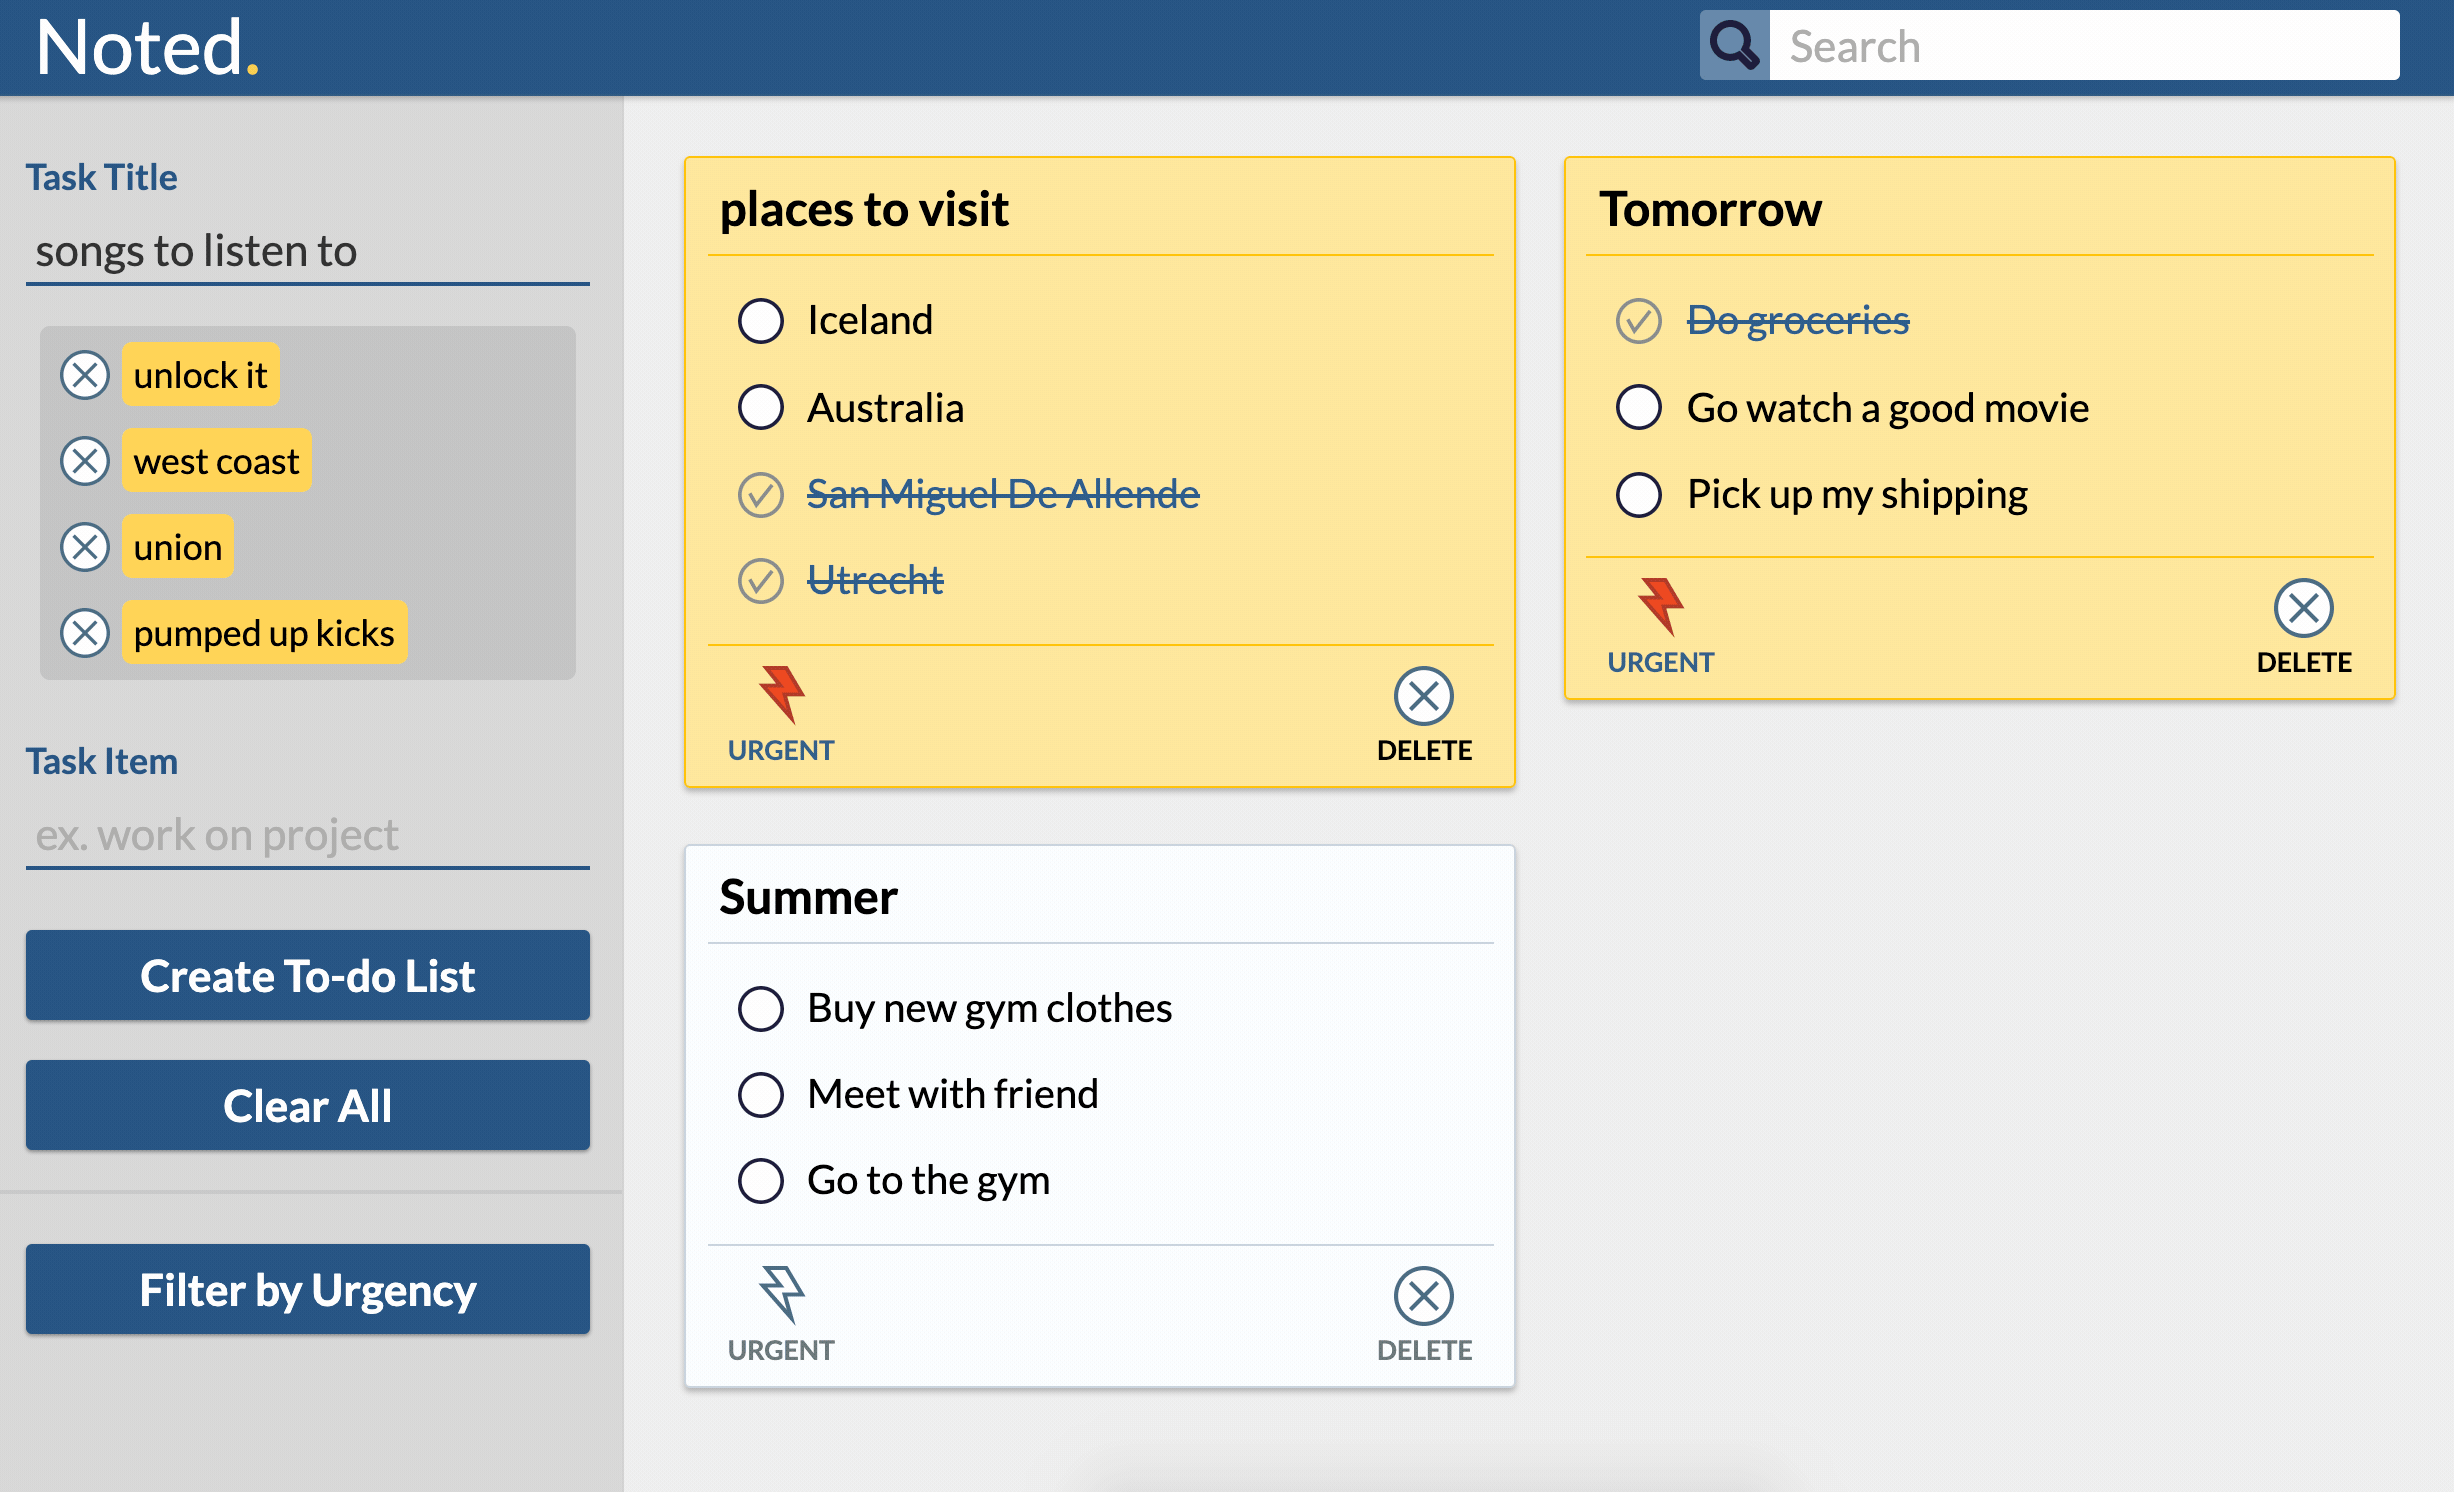 Noted.
Search
Task Title
songs to listen to
unlock it
west coast
union
pumped up kicks
Task Item
ex. work on project
Create To-do List
Clear All
Filter by Urgency
places to visit
Iceland
Australia
San Miguel De Allende
Utrecht
URGENT
DELETE
Tomorrow
Do groceries
Go watch a good movie
Pick up my shipping
URGENT
DELETE
Summer
Buy new gym clothes
Meet with friend
Go to the gym
URGENT
DELETE